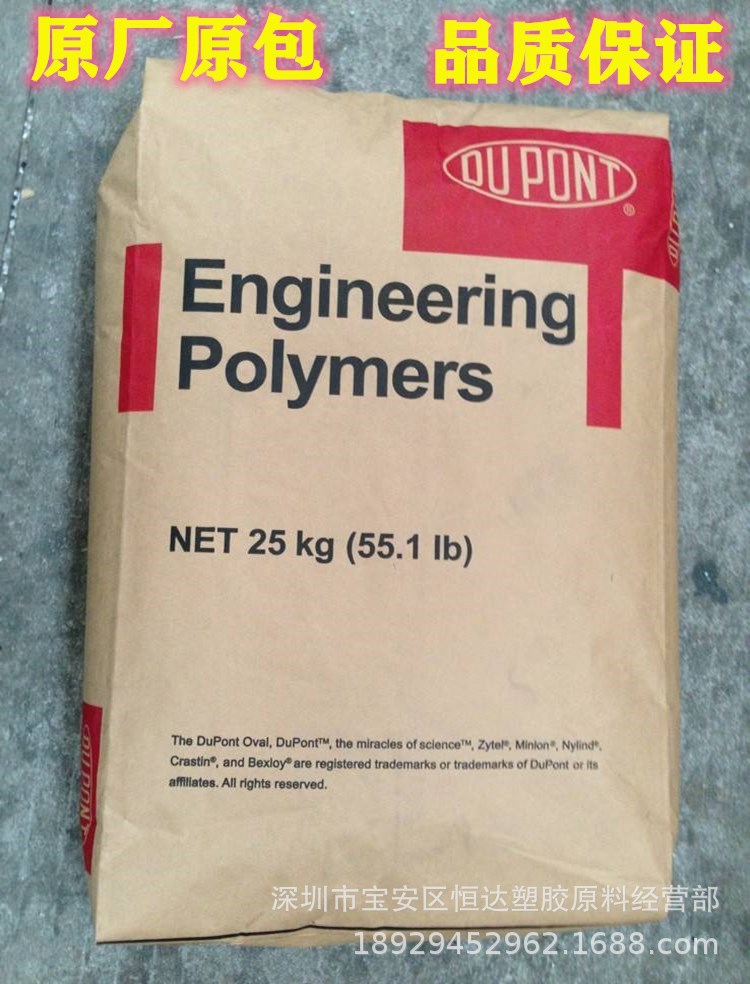 原厂原包 品质保证
DUPONT®
DUPONT
Engineering
Polymers
NET 25 kg (55.1 lb)
The DuPont Oval, DuPont™, the miracles of science™, Zytel®, Minlon®, Nylind®,
Crastin®, and Bexloy® are registered trademarks or trademarks of DuPont or its
affiliates. All rights reserved.
DUPONT
深圳市宝安区恒达塑胶原料经营部
18929452962.1688.com